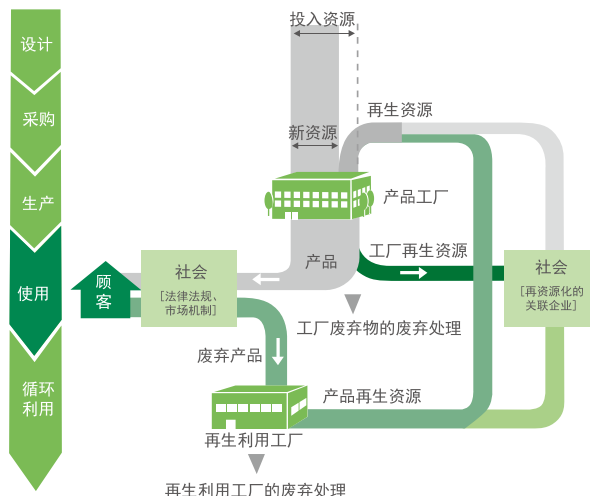 设计
采购
生产
使用
循环
利用
投入资源
新资源
再生资源
产品工厂
产品
工厂再生资源
顾
客
社会
[法律法规、
市场机制]
社会
[再资源化的
关联企业]
工厂废弃物的废弃处理
废弃产品
产品再生资源
再生利用工厂
再生利用工厂的废弃处理